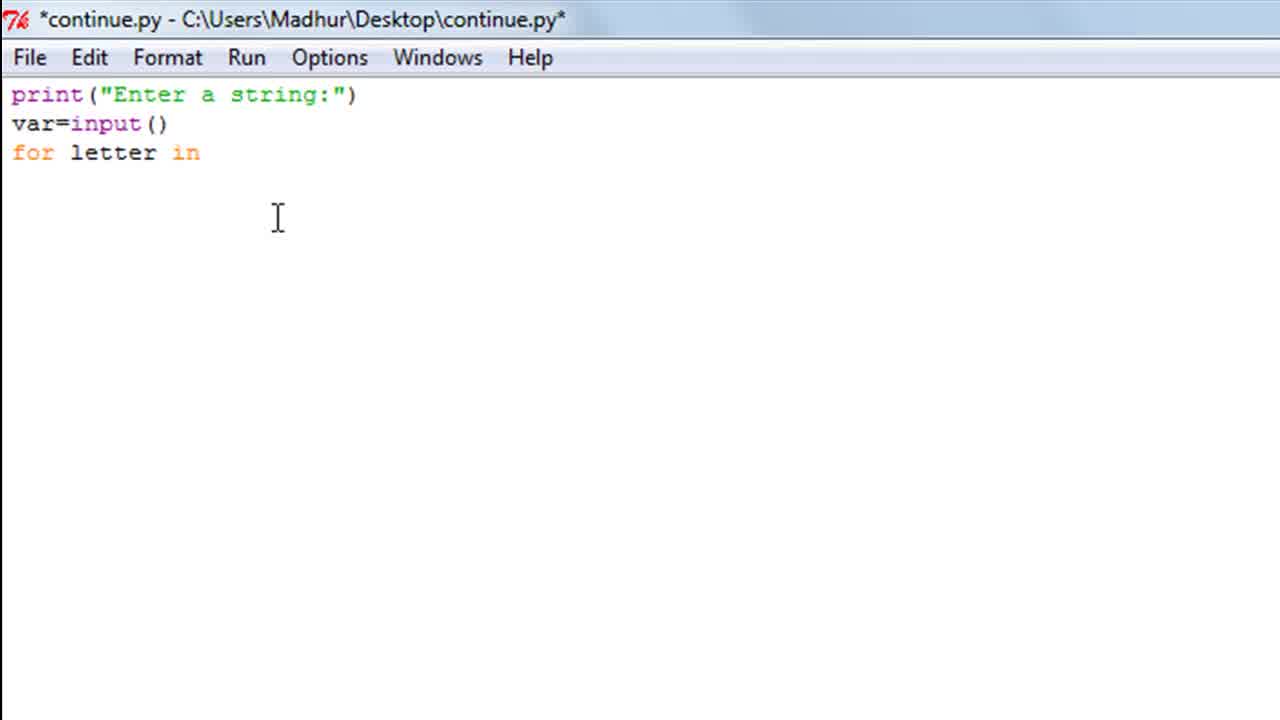 *continue.py - C:\Users\Madhur\Desktop\continue.py*
File Edit Format Run Options Windows Help
print("Enter a string:")
var=input()
for letter in